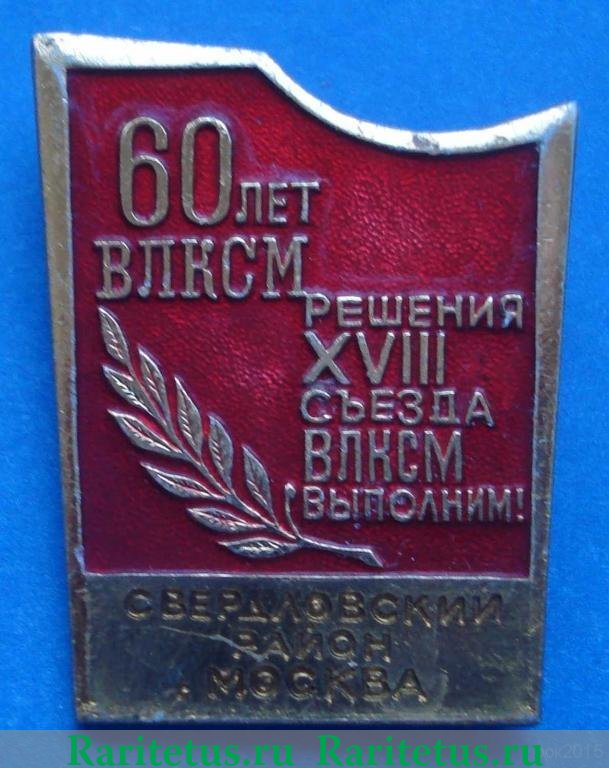 60 ЛЕТ
ВЛКСМ
РЕШЕНИЯ
XVIII
СЪЕЗДА
ВЛКСМ
ВЫПОЛНИМ!
СВЕРДЛОВСКИЙ
РАЙОН
МОСКВА
Raritetus.ru Raritetus.ru